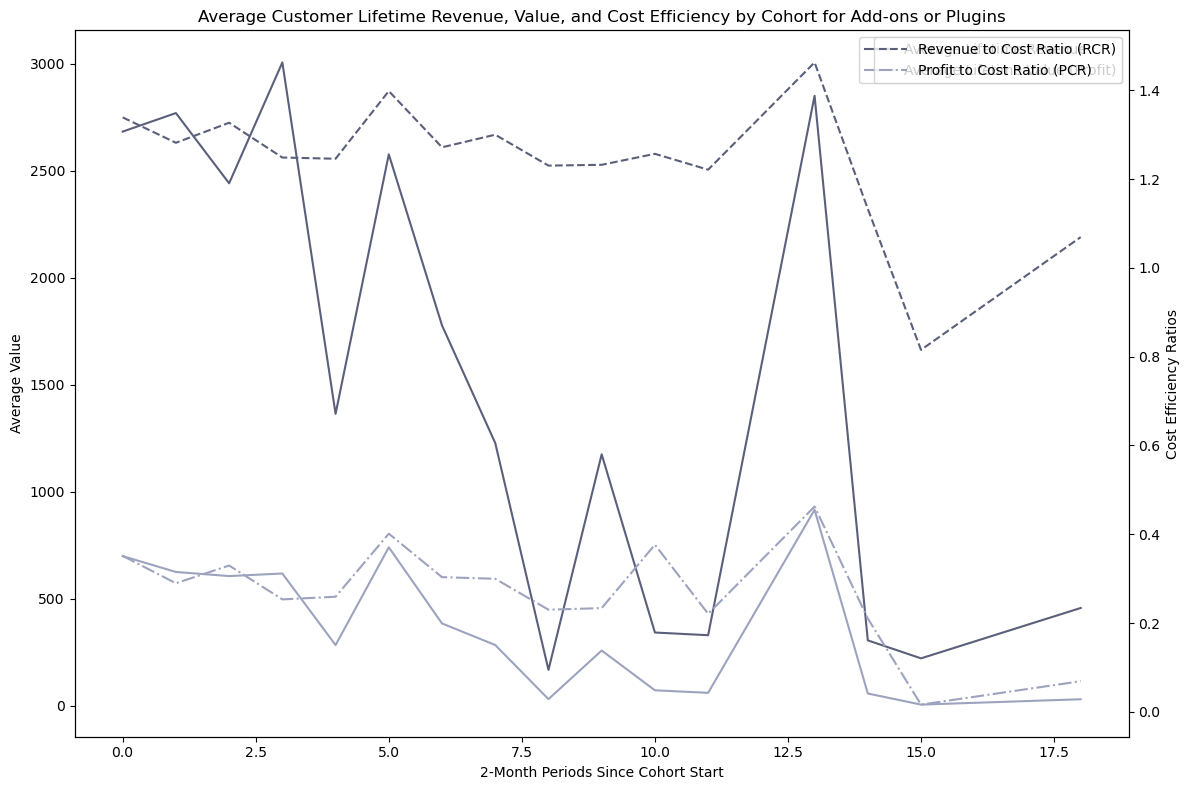 Average Customer Lifetime Revenue, Value, and Cost Efficiency by Cohort for Add-ons or Plugins
Revenue to Cost Ratio (RCR)
Profit to Cost Ratio (PCR)
3000
2500
2000
1500
1000
500
0
Average Value
1.4
1.2
1.0
0.8
0.6
0.4
0.2
0.0
Cost Efficiency Ratios
0.0 2.5 5.0 7.5 10.0 12.5 15.0 17.5
2-Month Periods Since Cohort Start